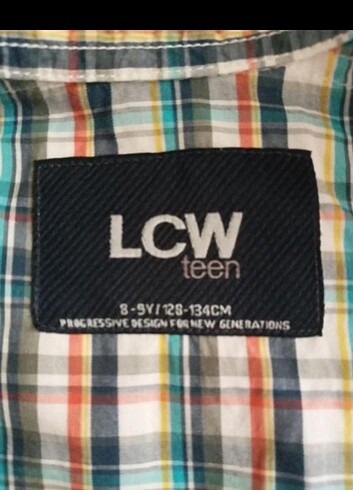 LCW
teen
8-9Y/128-134CM
PROGRESSIVE DESIGN FOR NEW GENERATIONS